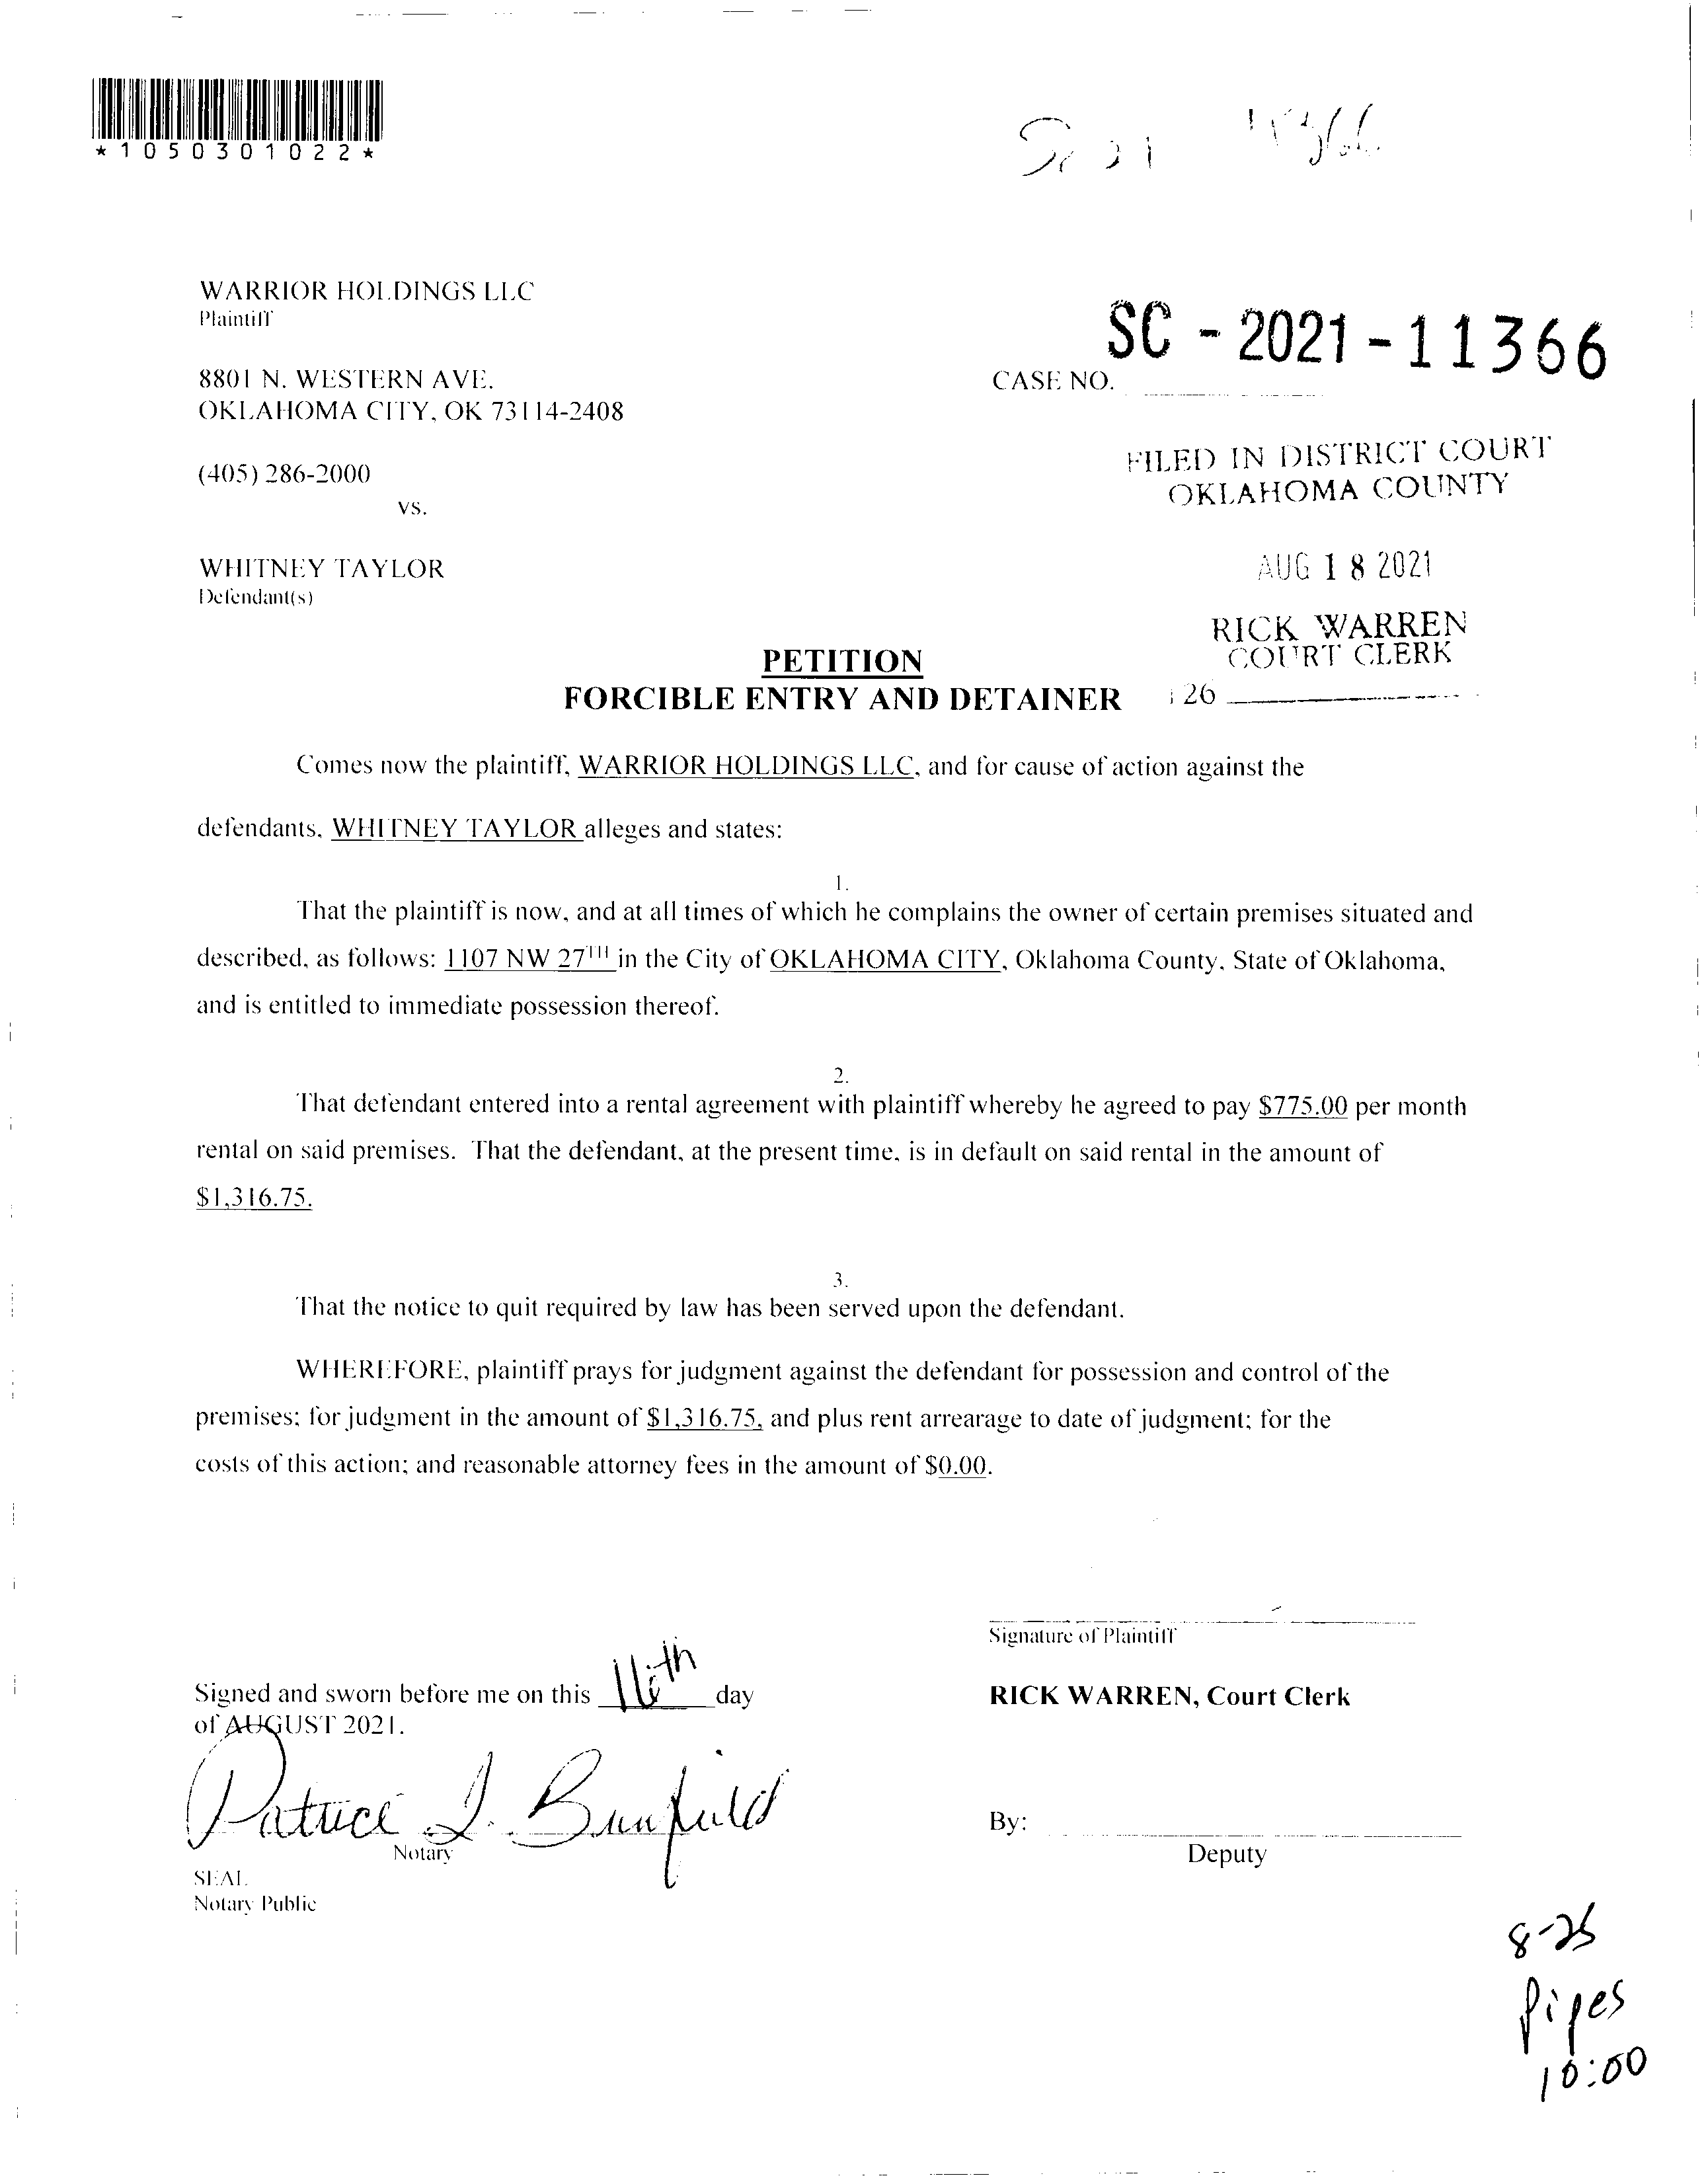 *1050301022*
WARRIOR HOLDINGS LLC
Plaintiff
SC - 2021 - 11366
8801 N. WESTERN AVE.
CASE NO.
OKLAHOMA CITY, OK 73114-2408
FILED IN DISTRICT COURT
OKLAHOMA COUNTY
(405) 286-2000
vs.
AUG 18 2021
WHITNEY TAYLOR
Defendant(s)
RICK WARREN
COURT CLERK
26
PETITION
FORCIBLE ENTRY AND DETAINER
Comes now the plaintiff, WARRIOR HOLDINGS LLC, and for cause of action against the
defendants, WHITNEY TAYLOR alleges and states:
1.
That the plaintiff is now, and at all times of which he complains the owner of certain premises situated and
described, as follows: 1107 NW 27TH in the City of OKLAHOMA CITY, Oklahoma County, State of Oklahoma,
and is entitled to immediate possession thereof.
2.
That defendant entered into a rental agreement with plaintiff whereby he agreed to pay $775.00 per month
rental on said premises. That the defendant, at the present time, is in default on said rental in the amount of
$1,316.75.
3.
That the notice to quit required by law has been served upon the defendant.
WHEREFORE, plaintiff prays for judgment against the defendant for possession and control of the
premises; for judgment in the amount of $1,316.75, and plus rent arrearage to date of judgment; for the
costs of this action; and reasonable attorney fees in the amount of $0.00.
Signature of Plaintiff
Signed and sworn before me on this 16th day
of AUGUST 2021.
RICK WARREN, Court Clerk
Notary
SEAL
Notary Public
By:
Deputy
8-25
Pipes
10:00